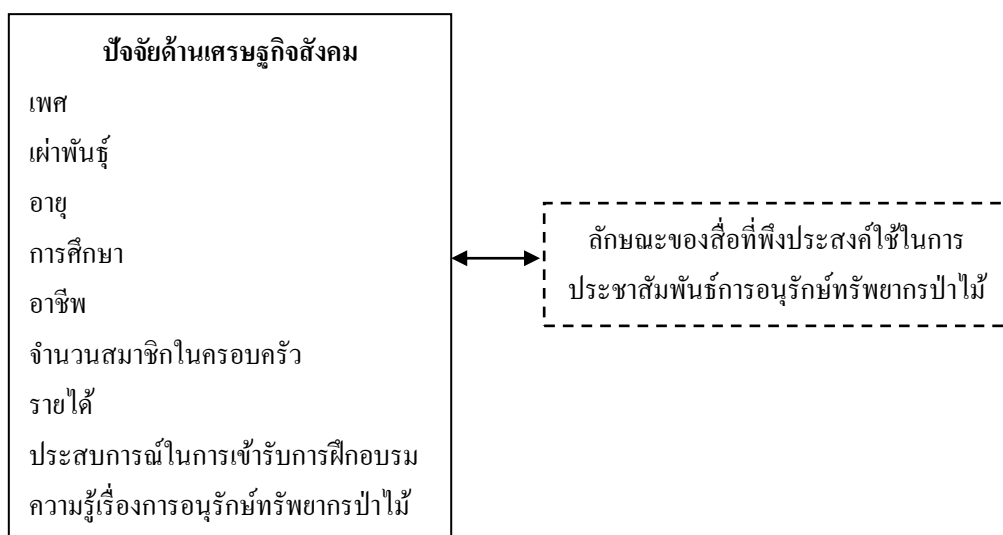 ปัจจัยด้านเศรษฐกิจสังคม
เพศ
เผ่าพันธุ์
อายุ
การศึกษา
อาชีพ
จำนวนสมาชิกในครอบครัว
รายได้
ประสบการณ์ในการเข้ารับการฝึกอบรม
ความรู้เรื่องการอนุรักษ์ทรัพยากรป่าไม้
ลักษณะของสื่อที่พึงประสงค์ใช้ในการ
ประชาสัมพันธ์การอนุรักษ์ทรัพยากรป่าไม้